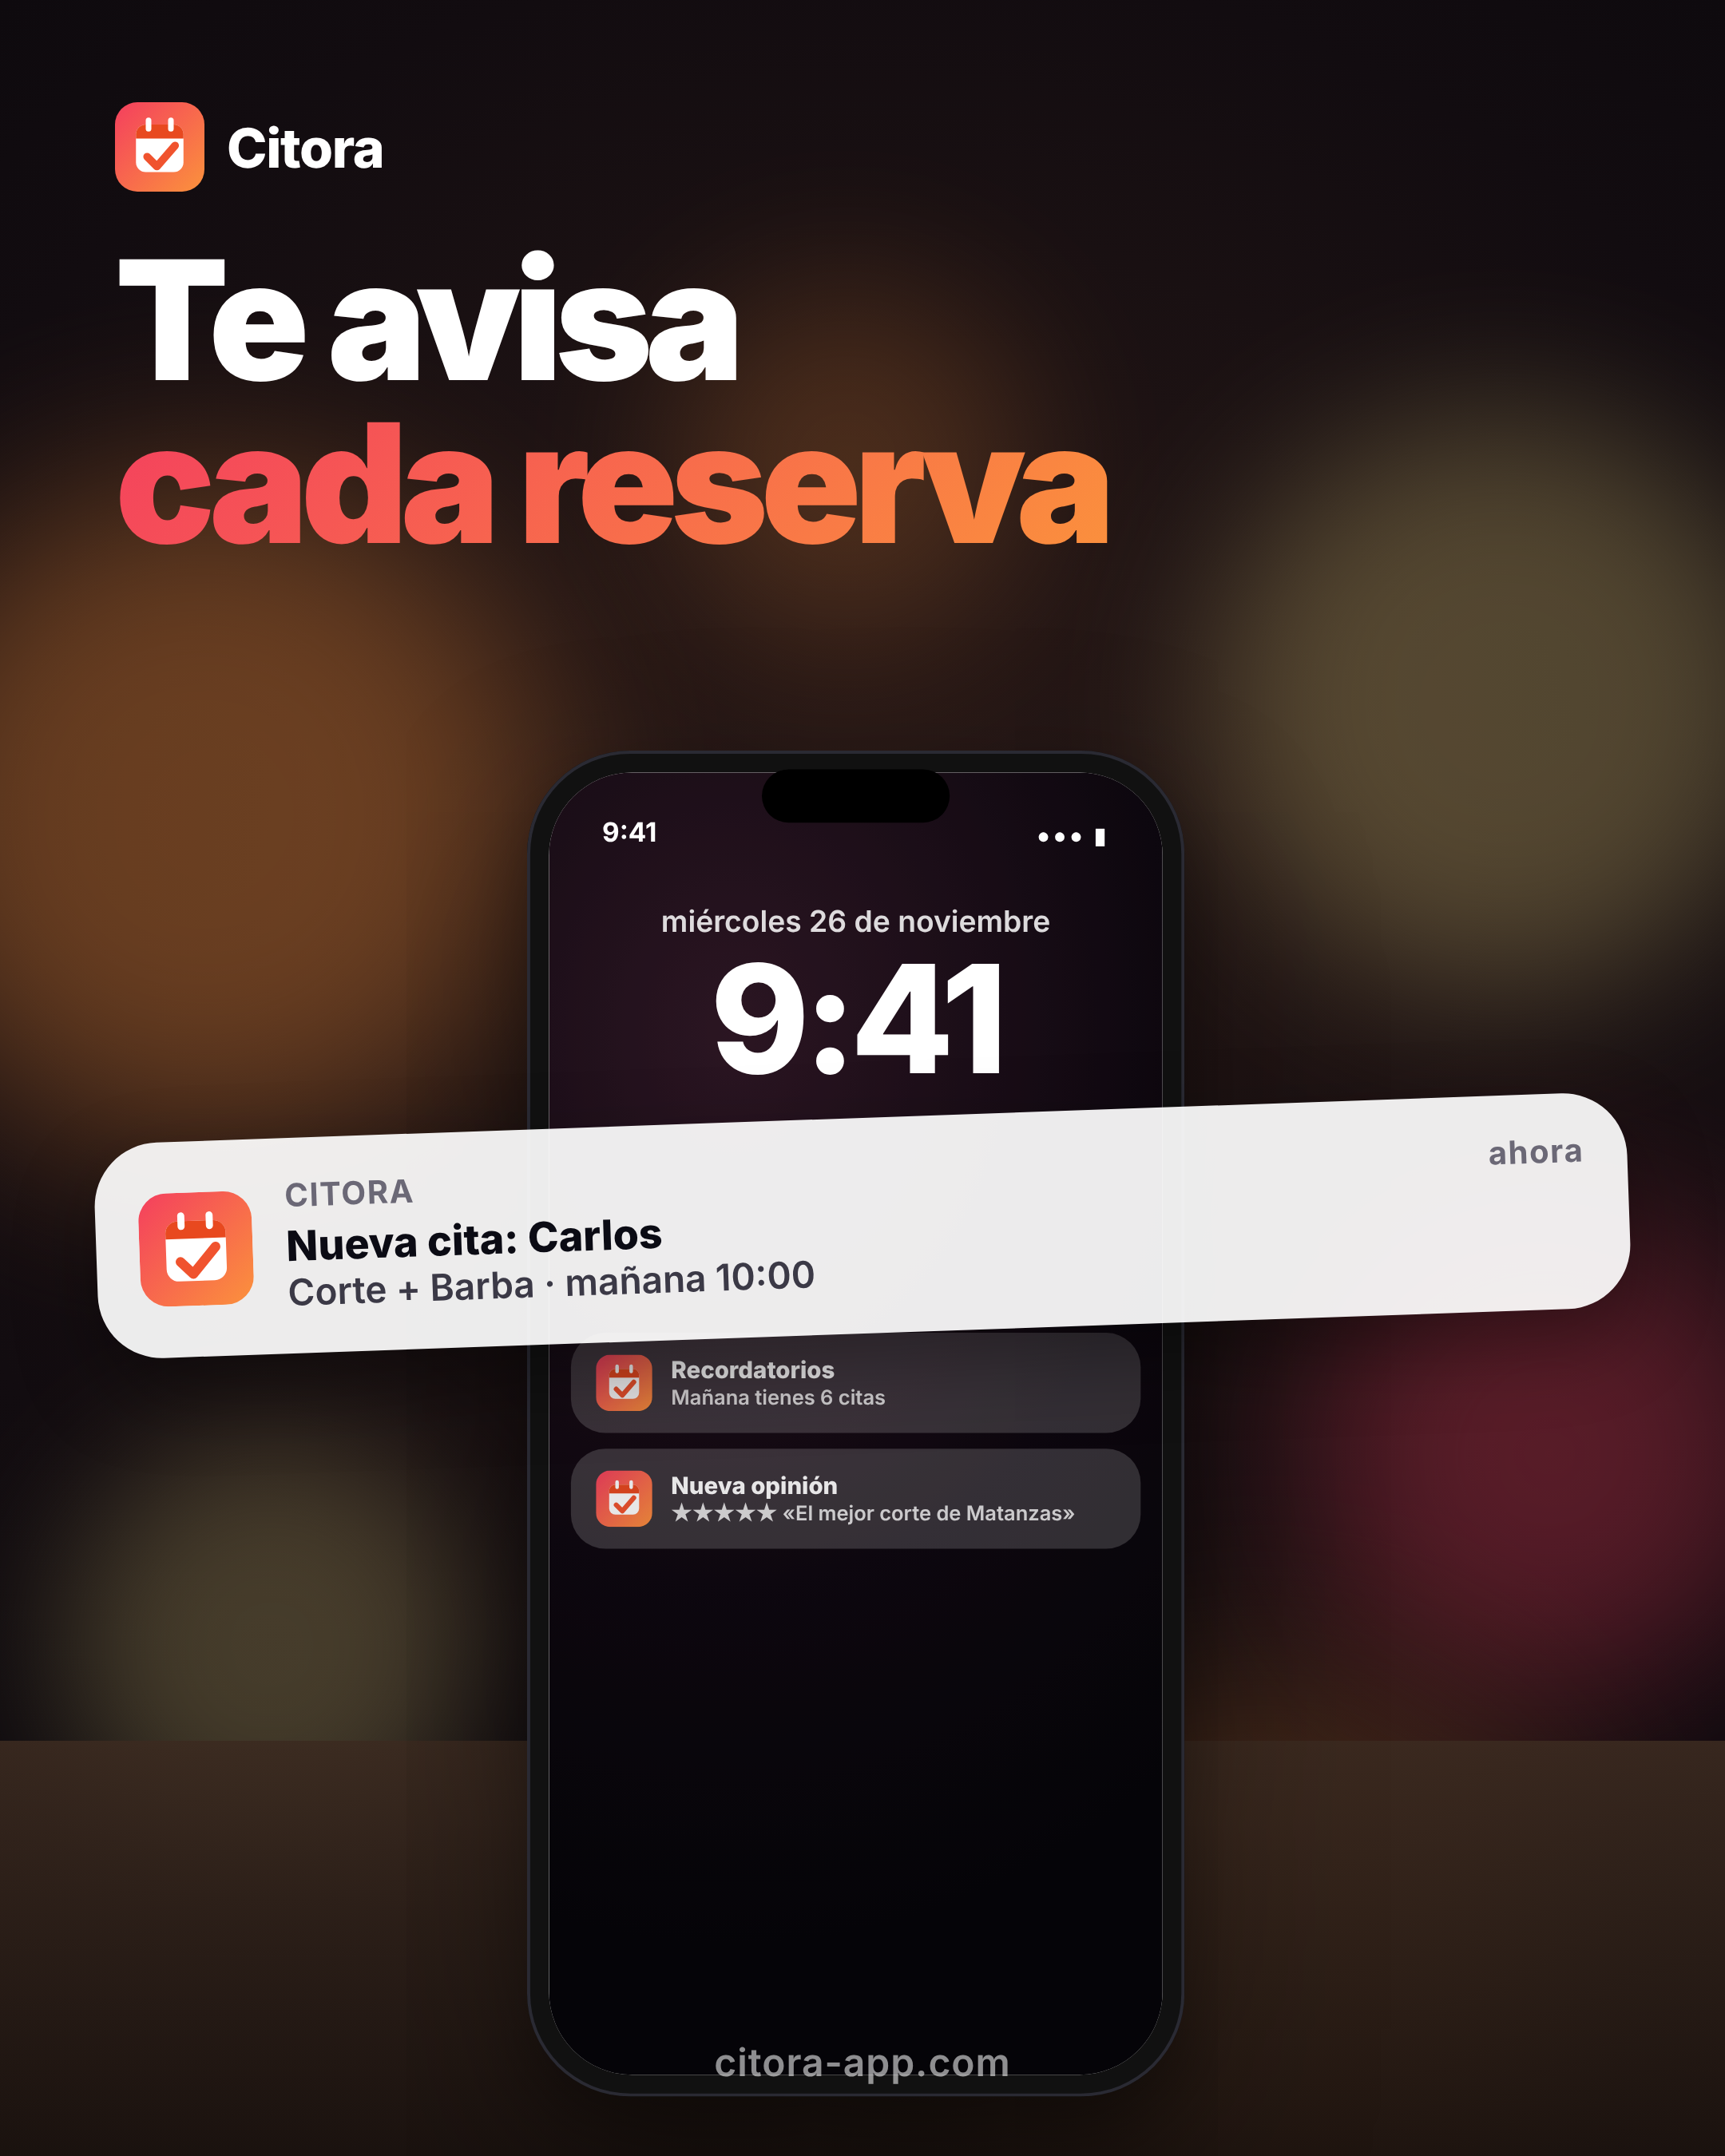 Citora
Te avisa
cada reserva
9:41
miércoles 26 de noviembre
9:41
ahora
CITORA
Nueva cita: Carlos
Corte + Barba · mañana 10:00
Recordatorios
Mañana tienes 6 citas
Nueva opinión
★★★★★ «El mejor corte de Matanzas»
citora-app.com